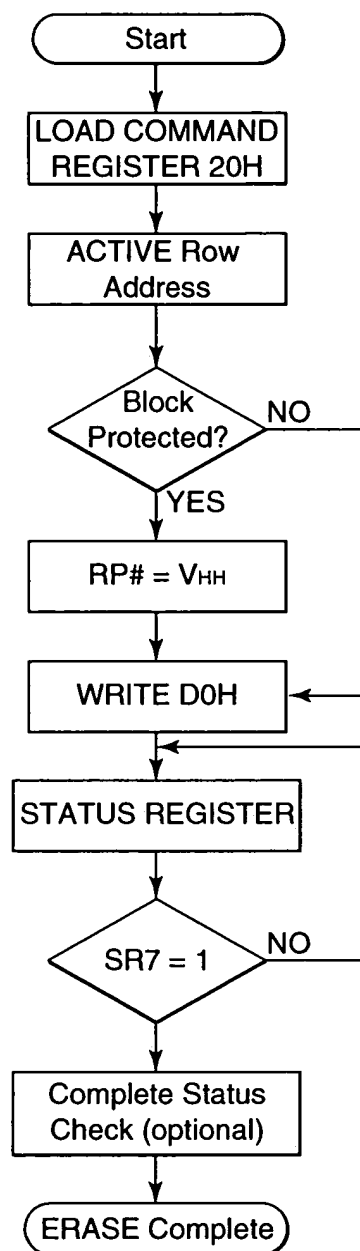 Start
LOAD COMMAND
REGISTER 20H
ACTIVE Row
Address
Block
Protected?
NO
YES
RP# = VHH
WRITE D0H
STATUS REGISTER
SR7 = 1
NO
Complete Status
Check (optional)
ERASE Complete